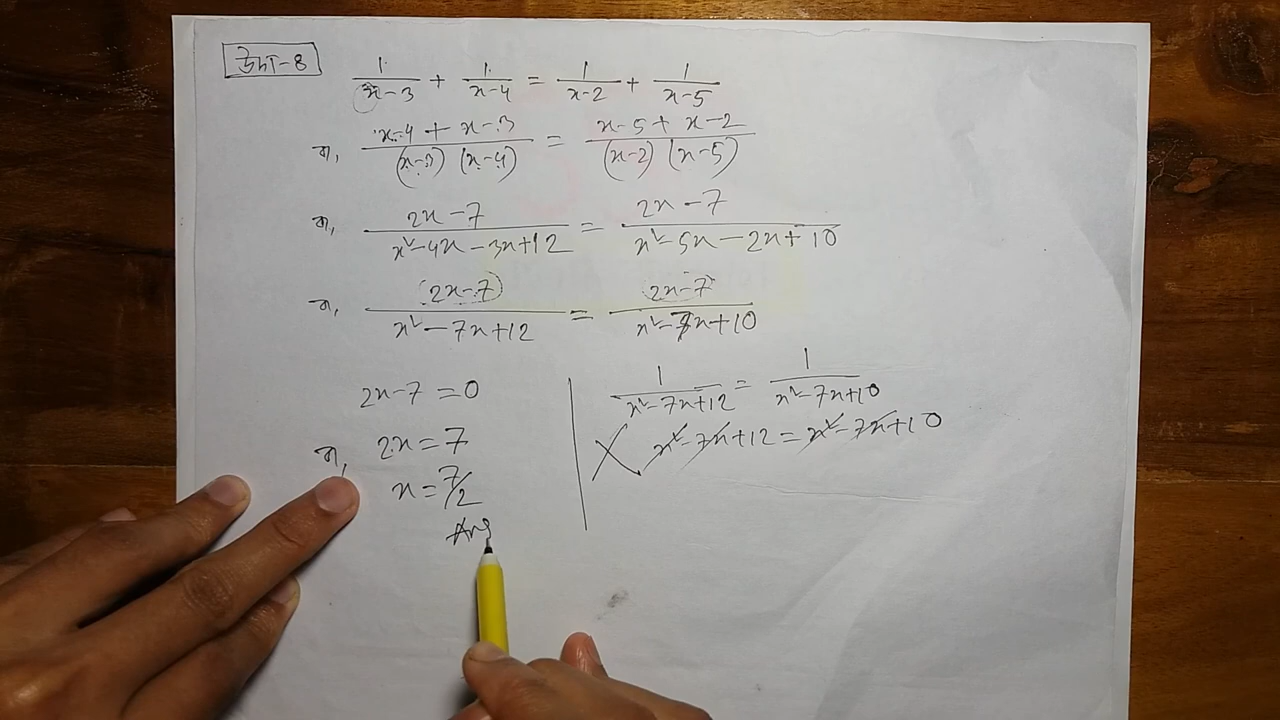 উদা-8
1/(x-3) + 1/(x-4) = 1/(x-2) + 1/(x-5)
বা, (x-4 + x-3)/((x-3) (x-4)) = (x-5 + x-2)/((x-2) (x-5))
বা, (2x-7)/(x²-4x-3x+12) = (2x-7)/(x²-5x-2x+10)
বা, (2x-7)/(x²-7x+12) = (2x-7)/(x²-7x+10)
2x-7 = 0
বা, 2x = 7
x = 7/2
Ans
1/(x²-7x+12) = 1/(x²-7x+10)
x²-7x+12 = x²-7x+10